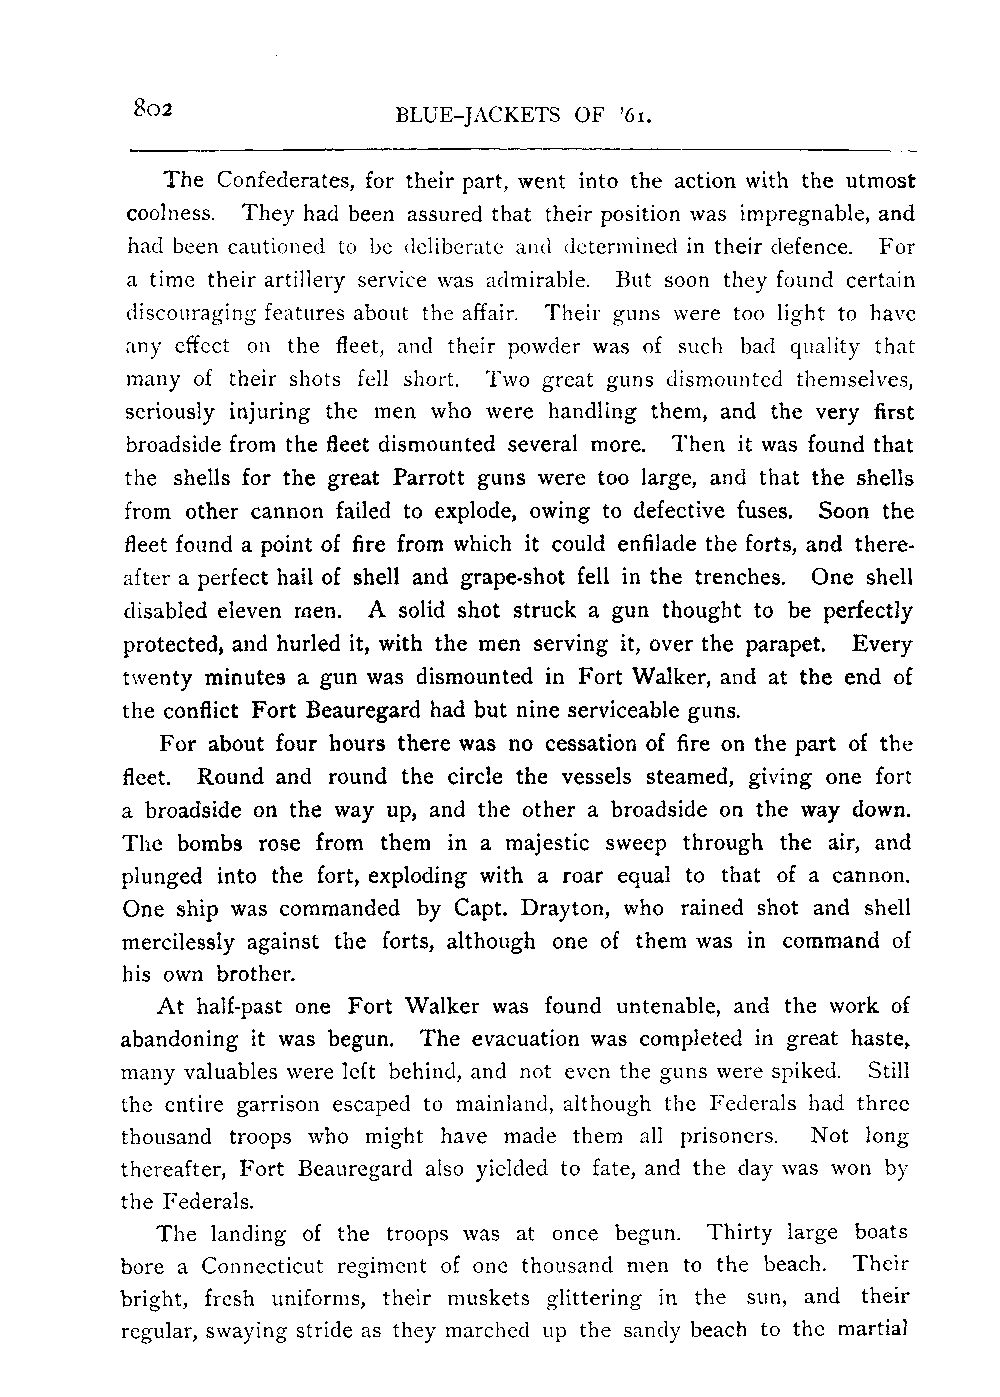 802
BLUE-JACKETS OF '61.
The Confederates, for their part, went into the action with the utmost
coolness. They had been assured that their position was impregnable, and
had been cautioned to be deliberate and determined in their defence. For
a time their artillery service was admirable. But soon they found certain
discouraging features about the affair. Their guns were too light to have
any effect on the fleet, and their powder was of such bad quality that
many of their shots fell short. Two great guns dismounted themselves,
seriously injuring the men who were handling them, and the very first
broadside from the fleet dismounted several more. Then it was found that
the shells for the great Parrott guns were too large, and that the shells
from other cannon failed to explode, owing to defective fuses. Soon the
fleet found a point of fire from which it could enfilade the forts, and there-
after a perfect hail of shell and grape-shot fell in the trenches. One shell
disabled eleven men. A solid shot struck a gun thought to be perfectly
protected, and hurled it, with the men serving it, over the parapet. Every
twenty minutes a gun was dismounted in Fort Walker, and at the end of
the conflict Fort Beauregard had but nine serviceable guns.
For about four hours there was no cessation of fire on the part of the
fleet. Round and round the circle the vessels steamed, giving one fort
a broadside on the way up, and the other a broadside on the way down.
The bombs rose from them in a majestic sweep through the air, and
plunged into the fort, exploding with a roar equal to that of a cannon.
One ship was commanded by Capt. Drayton, who rained shot and shell
mercilessly against the forts, although one of them was in command of
his own brother.
At half-past one Fort Walker was found untenable, and the work of
abandoning it was begun. The evacuation was completed in great haste,
many valuables were left behind, and not even the guns were spiked. Still
the entire garrison escaped to mainland, although the Federals had three
thousand troops who might have made them all prisoners. Not long
thereafter, Fort Beauregard also yielded to fate, and the day was won by
the Federals.
The landing of the troops was at once begun. Thirty large boats
bore a Connecticut regiment of one thousand men to the beach. Their
bright, fresh uniforms, their muskets glittering in the sun, and their
regular, swaying stride as they marched up the sandy beach to the martial